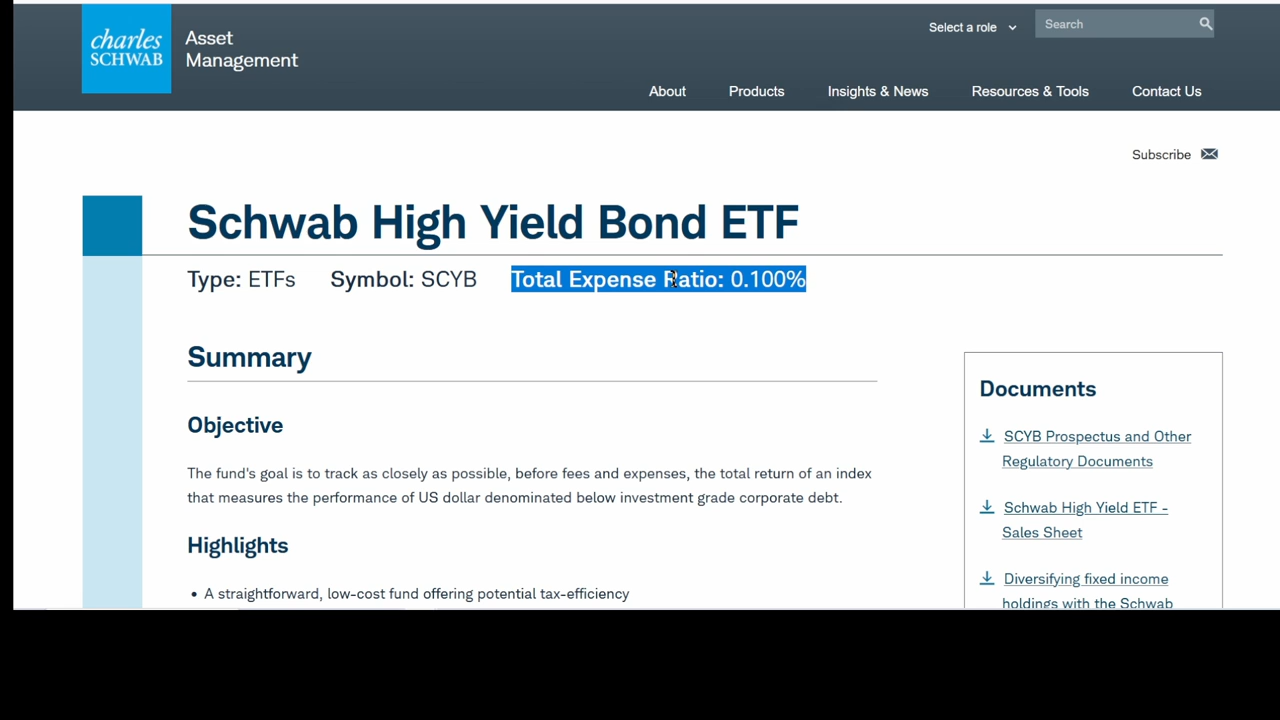 charles
SCHWAB
Asset
Management
Select a role
Search
About
Products
Insights & News
Resources & Tools
Contact Us
Subscribe
Schwab High Yield Bond ETF
Type: ETFs
Symbol: SCYB
Total Expense Ratio: 0.100%
Summary
Objective
The fund's goal is to track as closely as possible, before fees and expenses, the total return of an index
that measures the performance of US dollar denominated below investment grade corporate debt.
Highlights
• A straightforward, low-cost fund offering potential tax-efficiency
Documents
SCYB Prospectus and Other
Regulatory Documents
Schwab High Yield ETF -
Sales Sheet
Diversifying fixed income
holdings with the Schwab